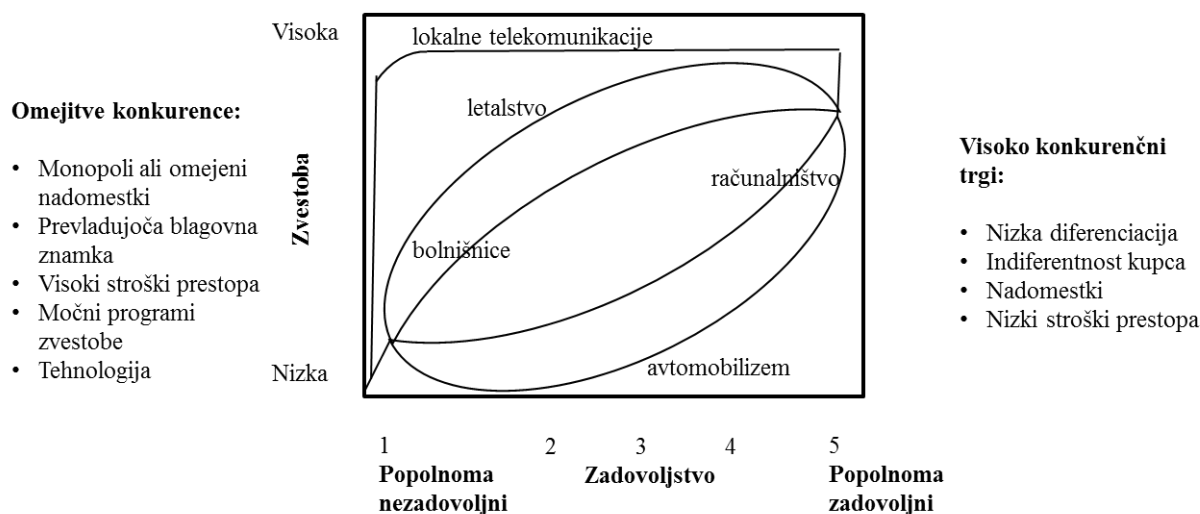 Omejitve konkurence:
• Monopoli ali omejeni
nadomestki
• Prevladujoča blagovna
znamka
• Visoki stroški prestopa
• Močni programi
zvestobe
• Tehnologija
Visoka
Zvestoba
Nizka
lokalne telekomunikacije
letalstvo
računalništvo
bolnišnice
avtomobilizem
1
2
3
4
5
Popolnoma
nezadovoljni
Zadovoljstvo
Popolnoma
zadovoljni
Visoko konkurenčni
trgi:
• Nizka diferenciacija
• Indiferentnost kupca
• Nadomestki
• Nizki stroški prestopa